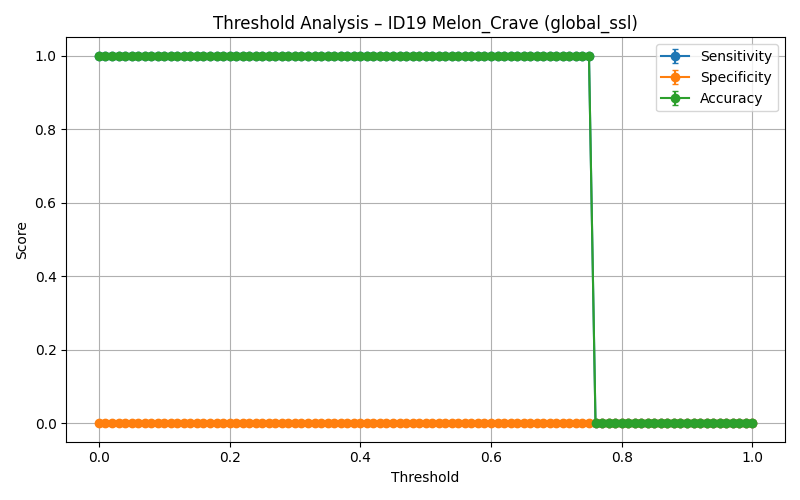 Threshold Analysis – ID19 Melon_Crave (global_ssl)
Sensitivity
Specificity
Accuracy
Score
1.0
0.8
0.6
0.4
0.2
0.0
0.0 0.2 0.4 0.6 0.8 1.0
Threshold